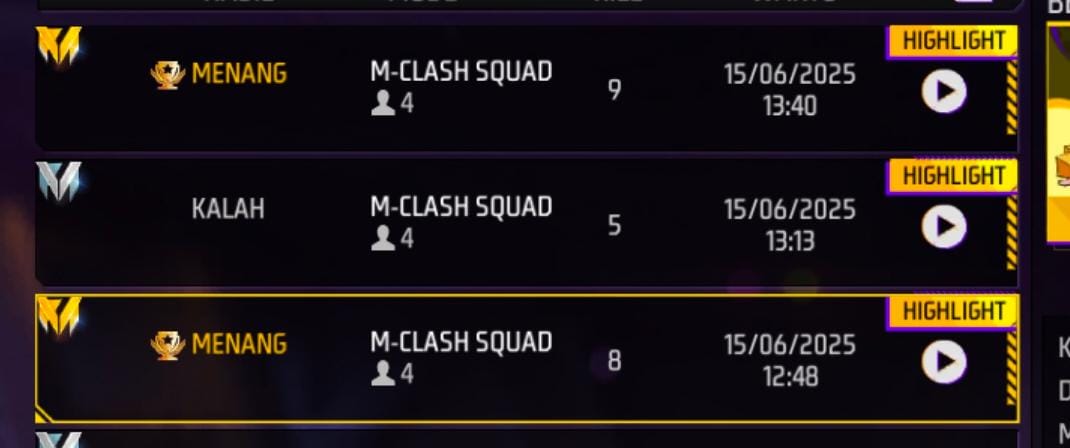 HIGHLIGHT
MENANG
M-CLASH SQUAD
4
9
15/06/2025
13:40
HIGHLIGHT
KALAH
M-CLASH SQUAD
4
5
15/06/2025
13:13
HIGHLIGHT
MENANG
M-CLASH SQUAD
4
8
15/06/2025
12:48